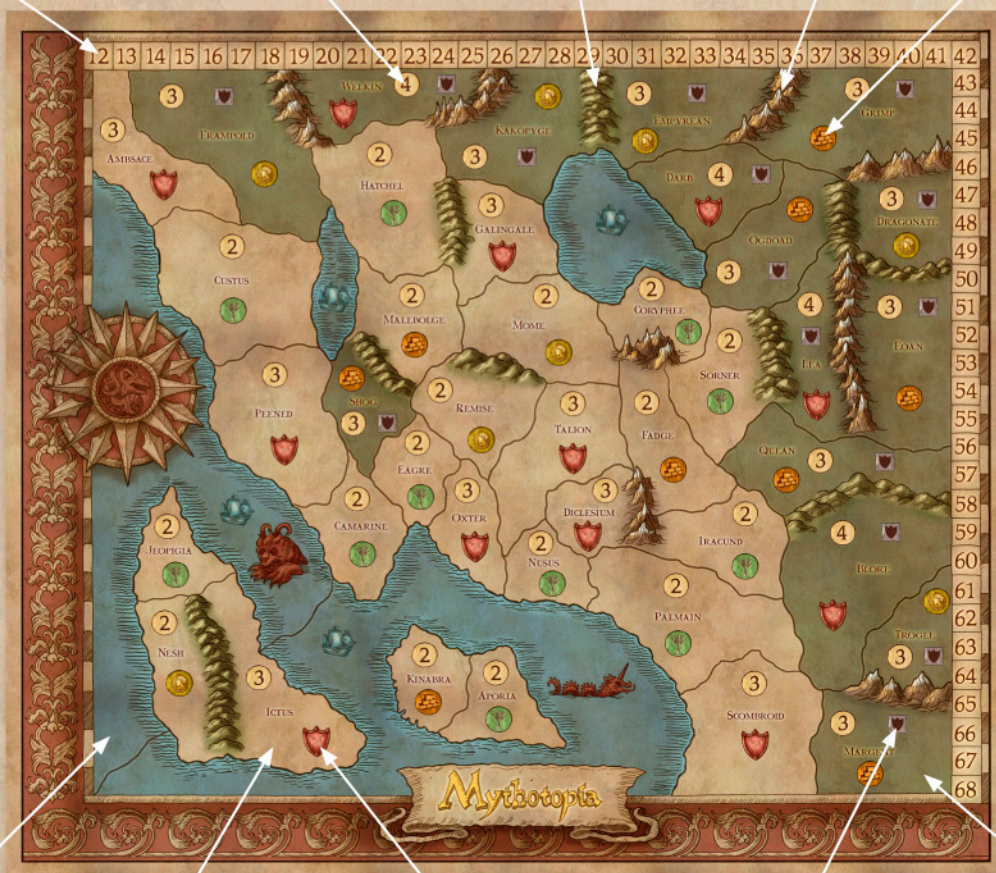 12 13 14 15 16 17 18 19 20 21 22 23 24 25 26 27 28 29 30 31 32 33 34 35 36 37 38 39 40 41 42
43
4
WELKIN
3
3
3
FRAMPOLD
EMPYREAN
GRIMP
44
3
KAKOPYGE
45
AMBSACE
2
3
46
HATCHEL
DARB 4
47
3
3
DRAGONATE
48
GALINGALE
2
OGDOAD
49
CUSTUS
3
50
2
2
2
CORYPHEE
4
3
51
MALEBOLGE
MOME
2
LEA
EOAN
52
53
3
SORNER
54
PEENED
SHOG
3
2
REMISE
3
TALION
2
FADGE
55
2
EAGRE
QUEAN 3
56
57
2
CAMARINE
3
OXTER
3
DICLESIUM
2
IRACUND
58
2
JEOPIGIA
2
NUSUS
4
BLORE
59
60
2
PALMAIN
61
2
NESH
62
TROGEL
3
63
2
KINABRA
2
APORIA
3
ICTUS
3
SCOMBROID
64
65
3
66
67
68
Mythotopia